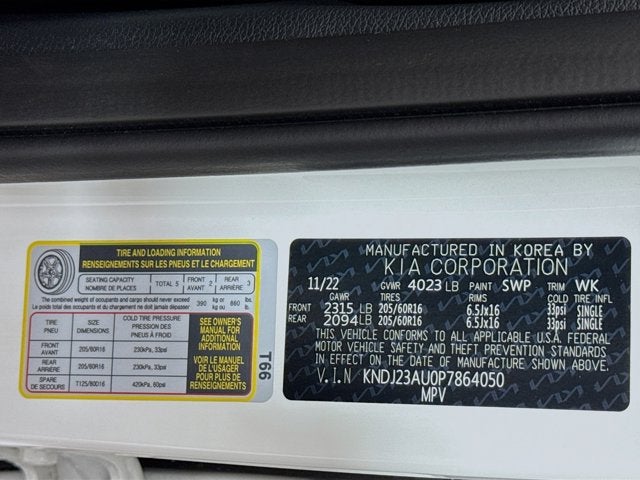 TIRE AND LOADING INFORMATION
RENSEIGNEMENTS SUR LES PNEUS ET LE CHARGEMENT
SEATING CAPACITY
NOMBRE DE PLACES
TOTAL 5
FRONT
AVANT 2
REAR
ARRIÈRE 3
The combined weight of occupants and cargo should never exceed
Le poids total des occupants et du chargement ne doit jamais dépasser
390 kg or ou 860 lbs. lb.
TIRE
PNEU
SIZE
DIMENSIONS
COLD TIRE PRESSURE
PRESSION DES
PNEUS À FROID
FRONT
AVANT
205/60R16
230kPa, 33psi
REAR
ARRIÈRE
205/60R16
230kPa, 33psi
SPARE
DE SECOURS
T125/80D16
420kPa, 60psi
SEE OWNER'S
MANUAL FOR
ADDITIONAL
INFORMATION
VOIR LE MANUEL
DE L'USAGER
POUR PLUS DE
RENSEIGNEMENTS
T66
MANUFACTURED IN KOREA BY
KIA CORPORATION
11/22 GVWR 4023 LB PAINT SWP TRIM WK
GAWR TIRES RIMS COLD TIRE INFL
FRONT 2315 LB 205/60R16 6.5Jx16 33psi SINGLE
REAR 2094 LB 205/60R16 6.5Jx16 33psi SINGLE
THIS VEHICLE CONFORMS TO ALL APPLICABLE U.S.A. FEDERAL
MOTOR VEHICLE SAFETY AND THEFT PREVENTION STANDARDS
IN EFFECT ON THE DATE OF MANUFACTURE SHOWN ABOVE.
V.I.N KNDJ23AU0P7864050
MPV